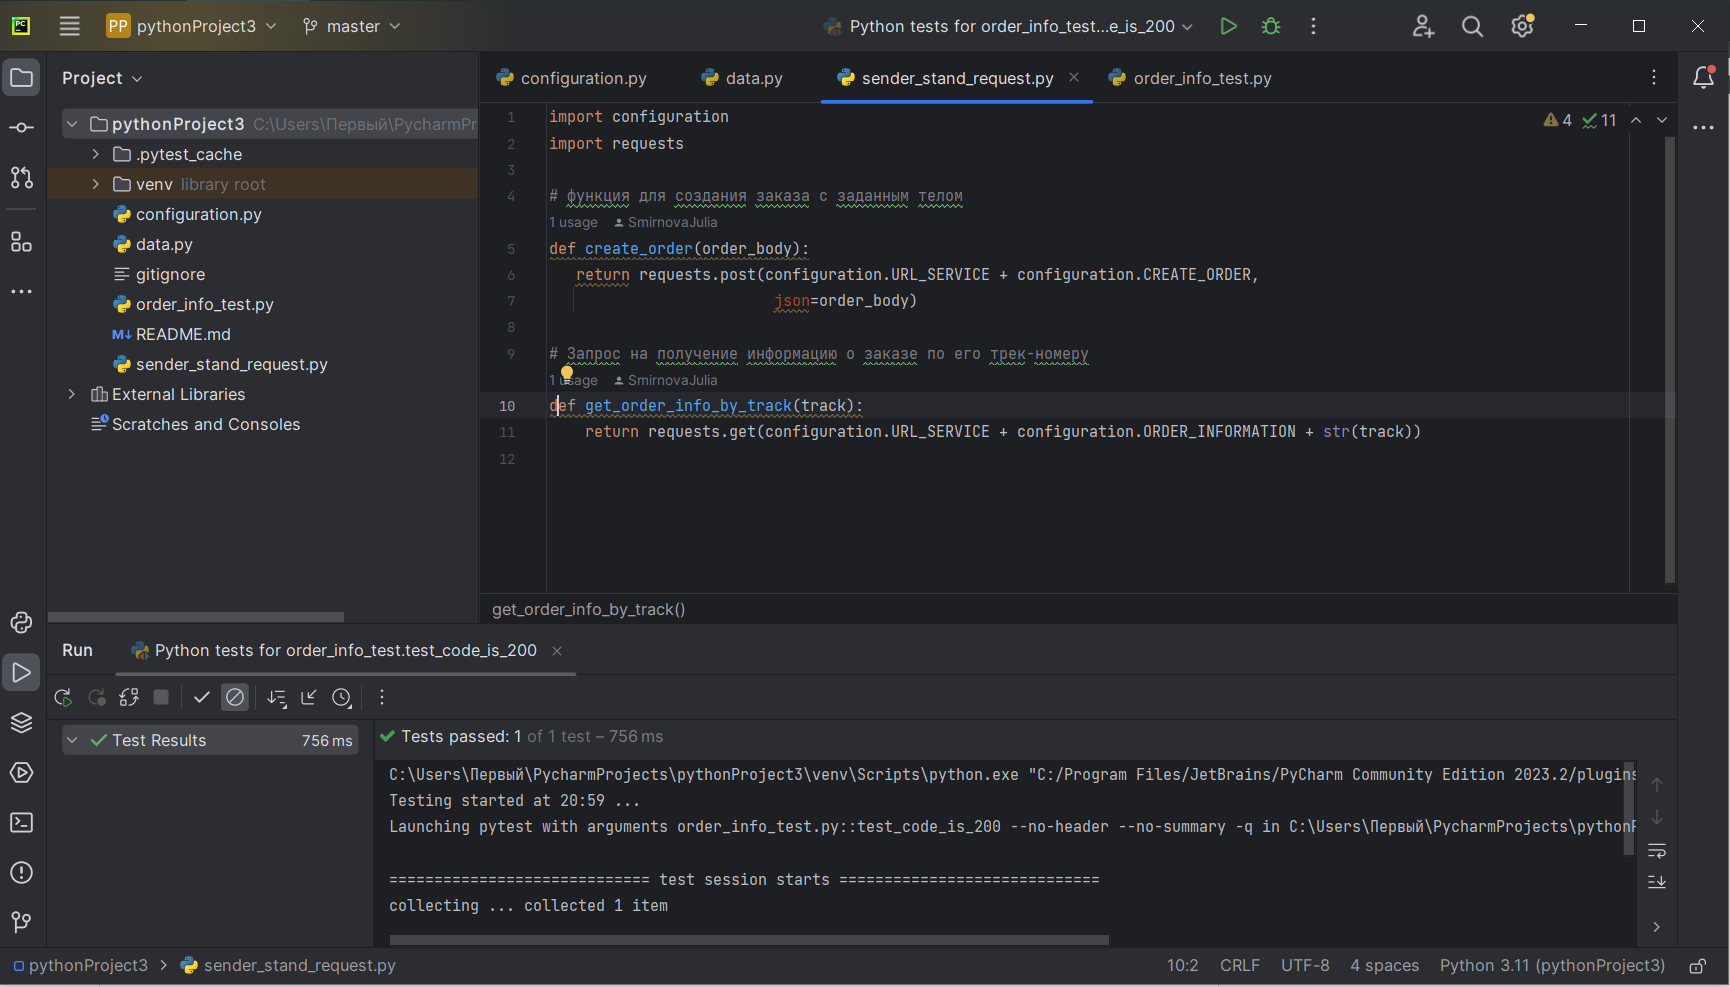 PC
PP pythonProject3
master
Python tests for order_info_test...e_is_200
Project
configuration.py
data.py
sender_stand_request.py
order_info_test.py
pythonProject3 C:\Users\Первый\PycharmPr
.pytest_cache
venv library root
configuration.py
data.py
gitignore
order_info_test.py
M↓ README.md
sender_stand_request.py
External Libraries
Scratches and Consoles
4 11
1 import configuration
2 import requests
3
4 # функция для создания заказа с заданным телом
1 usage SmirnovaJulia
5 def create_order(order_body):
6 return requests.post(configuration.URL_SERVICE + configuration.CREATE_ORDER,
7 json=order_body)
8
9 # Запрос на получение информацию о заказе по его трек-номеру
1 usage SmirnovaJulia
10 def get_order_info_by_track(track):
11 return requests.get(configuration.URL_SERVICE + configuration.ORDER_INFORMATION + str(track))
12
get_order_info_by_track()
Run
Python tests for order_info_test.test_code_is_200
Test Results 756 ms
Tests passed: 1 of 1 test – 756 ms
C:\Users\Первый\PycharmProjects\pythonProject3\venv\Scripts\python.exe "C:/Program Files/JetBrains/PyCharm Community Edition 2023.2/plugins
Testing started at 20:59 ...
Launching pytest with arguments order_info_test.py::test_code_is_200 --no-header --no-summary -q in C:\Users\Первый\PycharmProjects\pythonP
============================= test session starts =============================
collecting ... collected 1 item
pythonProject3 > sender_stand_request.py
10:2 CRLF UTF-8 4 spaces Python 3.11 (pythonProject3)